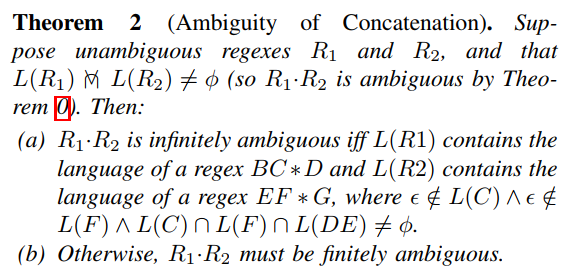 Theorem 2 (Ambiguity of Concatenation). Sup-
pose unambiguous regexes R₁ and R₂, and that
L(R₁) ⩀ L(R₂) ≠ ϕ (so R₁·R₂ is ambiguous by Theo-
rem 0). Then:
(a) R₁·R₂ is infinitely ambiguous iff L(R1) contains the
language of a regex BC∗D and L(R2) contains the
language of a regex EF ∗ G, where ϵ ∉ L(C) ∧ ϵ ∉
L(F) ∧ L(C) ∩ L(F) ∩ L(DE) ≠ ϕ.
(b) Otherwise, R₁·R₂ must be finitely ambiguous.